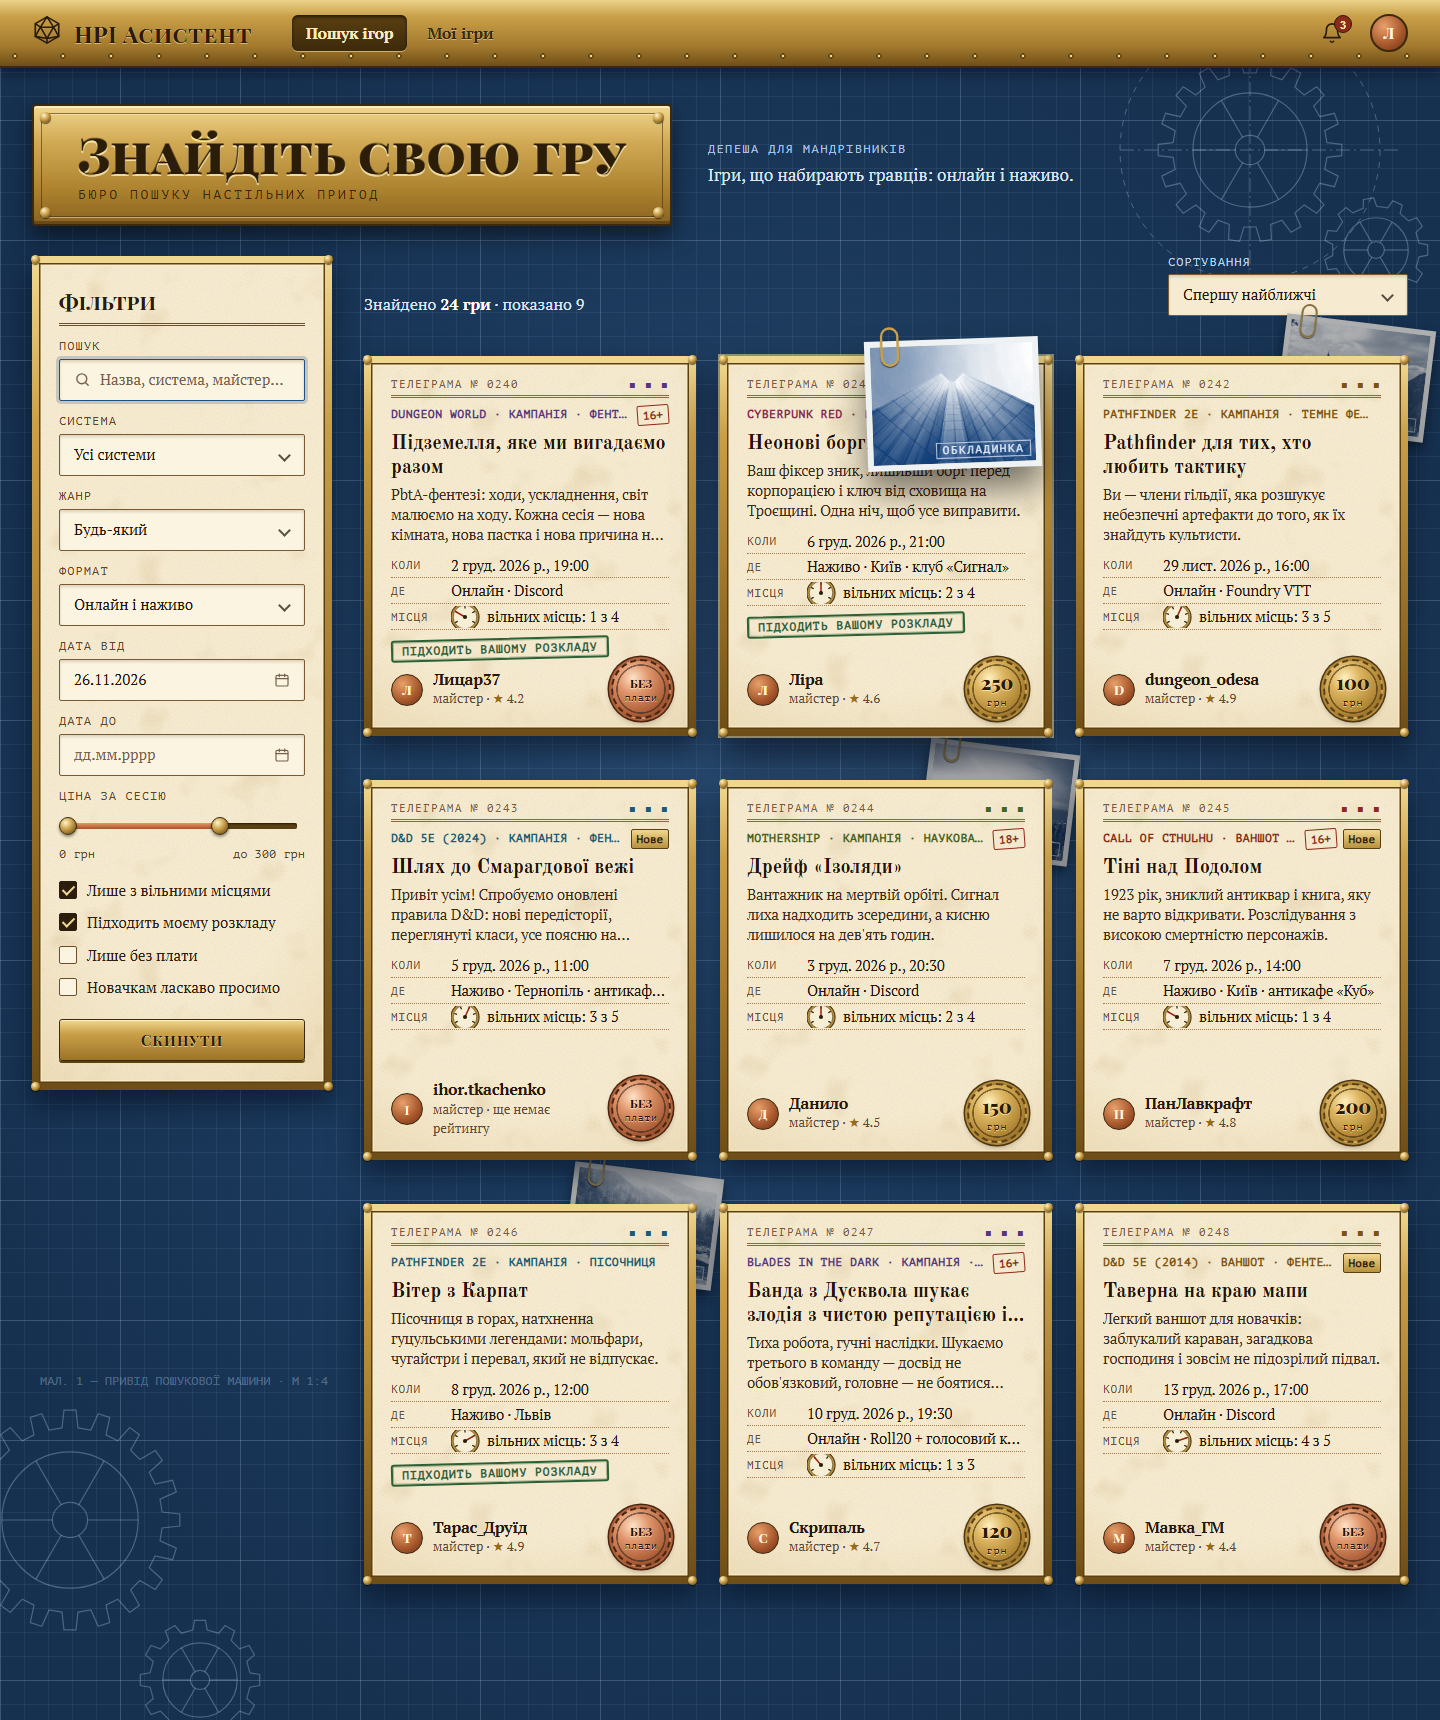 НРІ Асистент
Пошук ігор
Мої ігри
3
Л
Знайдіть свою гру
БЮРО ПОШУКУ НАСТІЛЬНИХ ПРИГОД
ДЕПЕША ДЛЯ МАНДРІВНИКІВ
Ігри, що набирають гравців: онлайн і наживо.
Фільтри
ПОШУК
Назва, система, майстер...
СИСТЕМА
Усі системи
ЖАНР
Будь-який
ФОРМАТ
Онлайн і наживо
ДАТА ВІД
26.11.2026
ДАТА ДО
дд.мм.рррр
ЦІНА ЗА СЕСІЮ
0 грн
до 300 грн
Лише з вільними місцями
Підходить моєму розкладу
Лише без плати
Новачкам ласкаво просимо
Скинути
Знайдено 24 гри · показано 9
СОРТУВАННЯ
Спершу найближчі
ТЕЛЕГРАМА № 0240
DUNGEON WORLD · КАМПАНІЯ · ФЕНТ…
16+
Підземелля, яке ми вигадаємо
разом
PbtA-фентезі: ходи, ускладнення, світ
малюємо на ходу. Кожна сесія — нова
кімната, нова пастка і нова причина н…
КОЛИ 2 груд. 2026 р., 19:00
ДЕ Онлайн · Discord
МІСЦЯ вільних місць: 1 з 4
ПІДХОДИТЬ ВАШОМУ РОЗКЛАДУ
Л
Лицар37
майстер · ★ 4.2
БЕЗ
плати
ТЕЛЕГРАМА № 024
CYBERPUNK RED ·
ОБКЛАДИНКА
Неонові борг
Ваш фіксер зник, лишивши борг перед
корпорацією і ключ від сховища на
Троєщині. Одна ніч, щоб усе виправити.
КОЛИ 6 груд. 2026 р., 21:00
ДЕ Наживо · Київ · клуб «Сигнал»
МІСЦЯ вільних місць: 2 з 4
ПІДХОДИТЬ ВАШОМУ РОЗКЛАДУ
Л
Ліра
майстер · ★ 4.6
250
грн
ТЕЛЕГРАМА № 0242
PATHFINDER 2E · КАМПАНІЯ · ТЕМНЕ ФЕ…
Pathfinder для тих, хто
любить тактику
Ви — члени гільдії, яка розшукує
небезпечні артефакти до того, як їх
знайдуть культисти.
КОЛИ 29 лист. 2026 р., 16:00
ДЕ Онлайн · Foundry VTT
МІСЦЯ вільних місць: 3 з 5
D
dungeon_odesa
майстер · ★ 4.9
100
грн
ТЕЛЕГРАМА № 0243
D&D 5E (2024) · КАМПАНІЯ · ФЕН…
Нове
Шлях до Смарагдової вежі
Привіт усім! Спробуємо оновлені
правила D&D: нові передісторії,
переглянуті класи, усе поясню на…
КОЛИ 5 груд. 2026 р., 11:00
ДЕ Наживо · Тернопіль · антикаф…
МІСЦЯ вільних місць: 3 з 5
I
ihor.tkachenko
майстер · ще немає
рейтингу
БЕЗ
плати
ТЕЛЕГРАМА № 0244
MOTHERSHIP · КАМПАНІЯ · НАУКОВА…
18+
Дрейф «Ізоляди»
Вантажник на мертвій орбіті. Сигнал
лиха надходить зсередини, а кисню
лишилося на дев'ять годин.
КОЛИ 3 груд. 2026 р., 20:30
ДЕ Онлайн · Discord
МІСЦЯ вільних місць: 2 з 4
Д
Данило
майстер · ★ 4.5
150
грн
ТЕЛЕГРАМА № 0245
CALL OF CTHULHU · ВАНШОТ …
16+
Нове
Тіні над Подолом
1923 рік, зниклий антиквар і книга, яку
не варто відкривати. Розслідування з
високою смертністю персонажів.
КОЛИ 7 груд. 2026 р., 14:00
ДЕ Наживо · Київ · антикафе «Куб»
МІСЦЯ вільних місць: 1 з 4
П
ПанЛавкрафт
майстер · ★ 4.8
200
грн
ТЕЛЕГРАМА № 0246
PATHFINDER 2E · КАМПАНІЯ · ПІСОЧНИЦЯ
Вітер з Карпат
Пісочниця в горах, натхненна
гуцульськими легендами: мольфари,
чугайстри і перевал, який не відпускає.
КОЛИ 8 груд. 2026 р., 12:00
ДЕ Наживо · Львів
МІСЦЯ вільних місць: 3 з 4
ПІДХОДИТЬ ВАШОМУ РОЗКЛАДУ
Т
Тарас_Друїд
майстер · ★ 4.9
БЕЗ
плати
ТЕЛЕГРАМА № 0247
BLADES IN THE DARK · КАМПАНІЯ ·…
16+
Банда з Дусквола шукає
злодія з чистою репутацією і…
Тиха робота, гучні наслідки. Шукаємо
третього в команду — досвід не
обов'язковий, головне — не боятися…
КОЛИ 10 груд. 2026 р., 19:30
ДЕ Онлайн · Roll20 + голосовий к…
МІСЦЯ вільних місць: 1 з 3
С
Скрипаль
майстер · ★ 4.7
120
грн
ТЕЛЕГРАМА № 0248
D&D 5E (2014) · ВАНШОТ · ФЕНТЕ…
Нове
Таверна на краю мапи
Легкий ваншот для новачків:
заблукалий караван, загадкова
господиня і зовсім не підозрілий підвал.
КОЛИ 13 груд. 2026 р., 17:00
ДЕ Онлайн · Discord
МІСЦЯ вільних місць: 4 з 5
М
Мавка_ГМ
майстер · ★ 4.4
БЕЗ
плати
МАЛ. 1 — ПРИВІД ПОШУКОВОЇ МАШИНИ · М 1:4